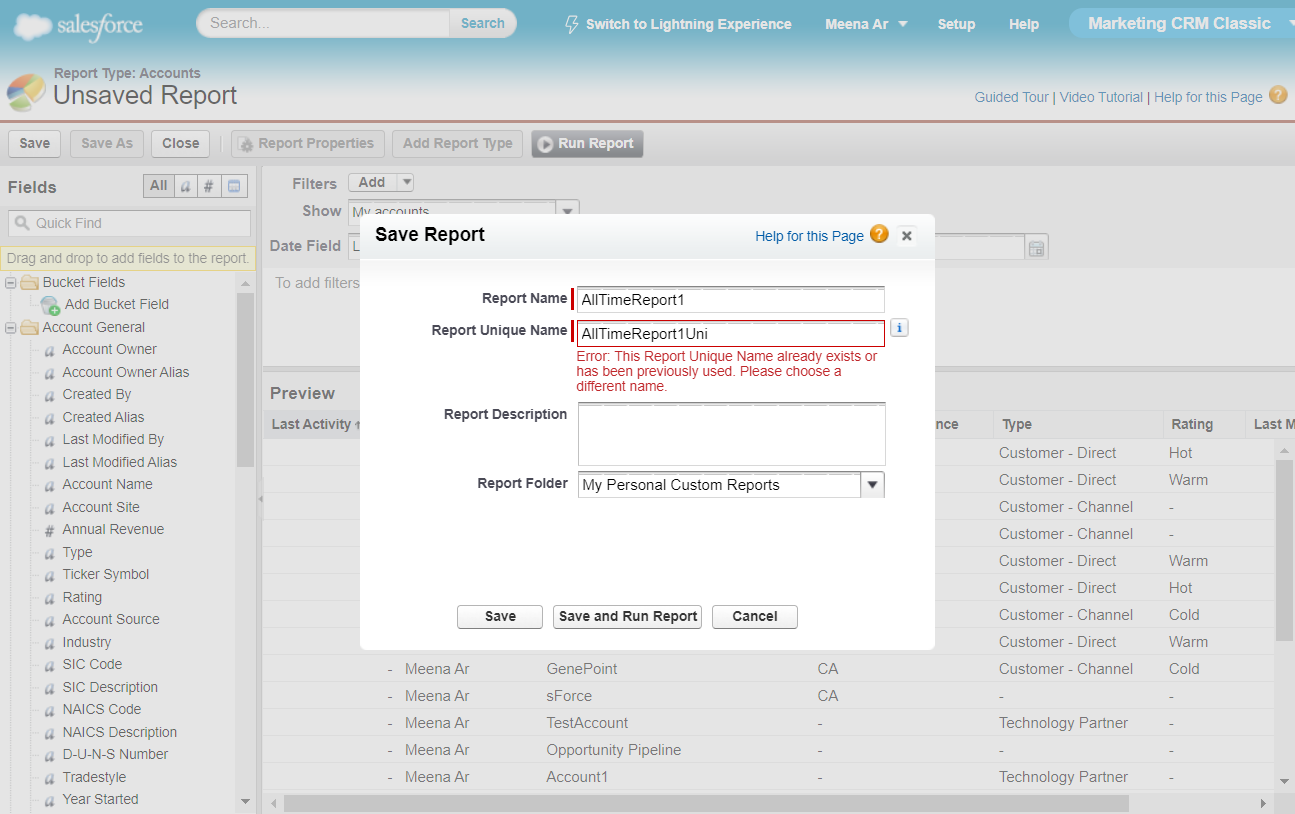 salesforce
Search...
Search
Switch to Lightning Experience
Meena Ar
Setup
Help
Marketing CRM Classic
Report Type: Accounts
Unsaved Report
Guided Tour | Video Tutorial | Help for this Page ?
Save
Save As
Close
Report Properties
Add Report Type
Run Report
Fields
All
a
#
Quick Find
Drag and drop to add fields to the report.
Bucket Fields
Add Bucket Field
Account General
a Account Owner
a Account Owner Alias
a Created By
a Created Alias
a Last Modified By
a Last Modified Alias
a Account Name
a Account Site
# Annual Revenue
a Type
a Ticker Symbol
a Rating
a Account Source
a Industry
a SIC Code
a SIC Description
a NAICS Code
a NAICS Description
a D-U-N-S Number
a Tradestyle
a Year Started
Filters Add
Show My accounts
Date Field L
To add filters
Save Report
Help for this Page ?
Report Name AllTimeReport1
Report Unique Name AllTimeReport1Uni
i
Error: This Report Unique Name already exists or
has been previously used. Please choose a
different name.
Report Description
Report Folder My Personal Custom Reports
Save
Save and Run Report
Cancel
Preview
Last Activity nce Type Rating Last M
Customer - Direct Hot
Customer - Direct Warm
Customer - Channel -
Customer - Channel -
Customer - Direct Warm
Customer - Direct Hot
Customer - Channel Cold
Customer - Direct Warm
- Meena Ar GenePoint CA Customer - Channel Cold
- Meena Ar sForce CA - -
- Meena Ar TestAccount - Technology Partner -
- Meena Ar Opportunity Pipeline - - -
- Meena Ar Account1 - Technology Partner -